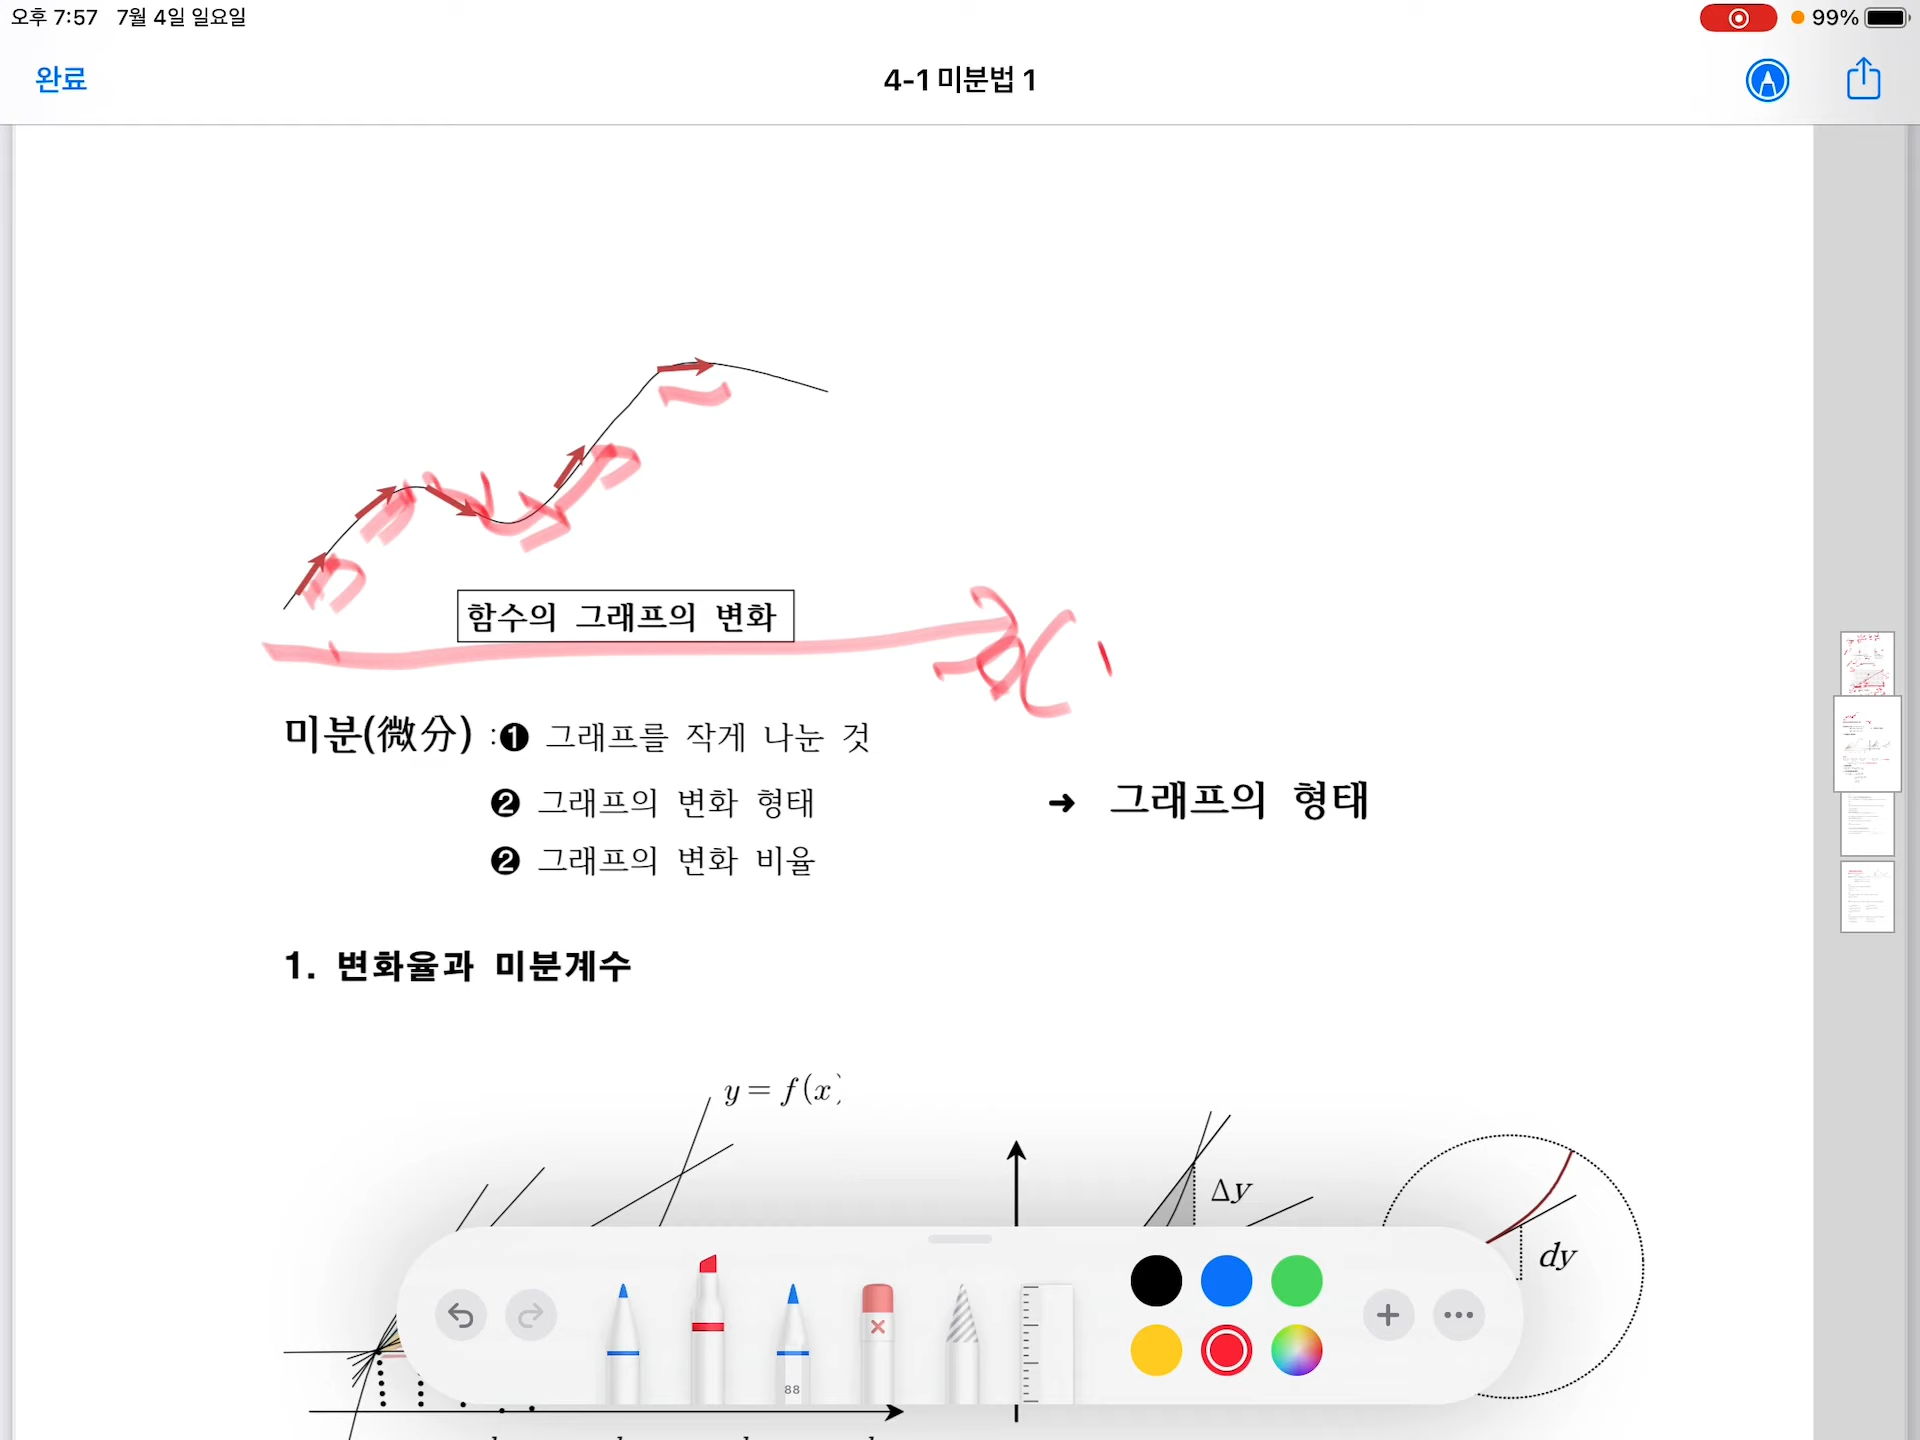 오후 7:57 7월 4일 일요일
99%
완료
4-1 미분법 1
함수의 그래프의 변화
x
미분(微分) :❶ 그래프를 작게 나눈 것
❷ 그래프의 변화 형태
➜ 그래프의 형태
❷ 그래프의 변화 비율
1. 변화율과 미분계수
y = f(x)
Δy
dy
88